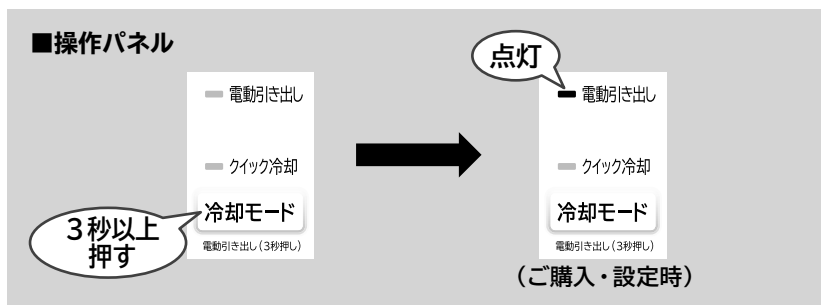 ■操作パネル
点灯
電動引き出し
クイック冷却
冷却モード
電動引き出し(3秒押し)
3秒以上
押す
電動引き出し
クイック冷却
冷却モード
電動引き出し(3秒押し)
(ご購入・設定時)